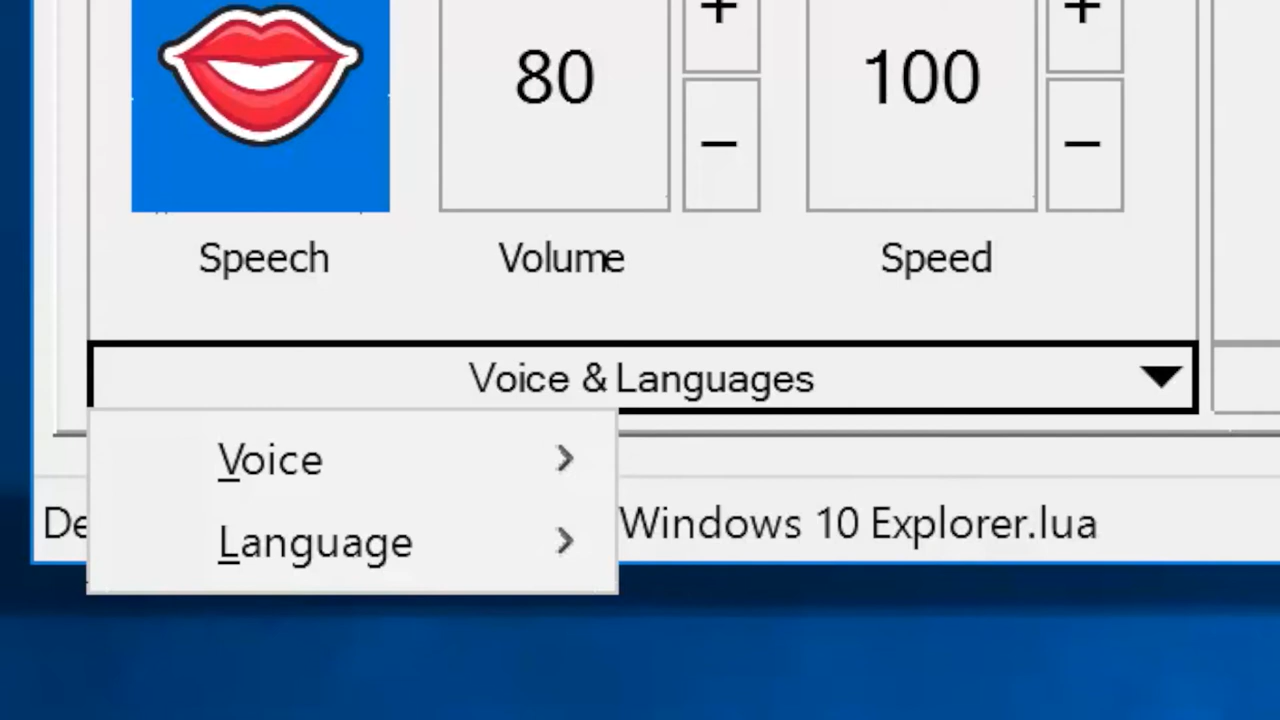 + +
80 100
− −
Speech Volume Speed
Voice & Languages
Voice
Language
Windows 10 Explorer.lua